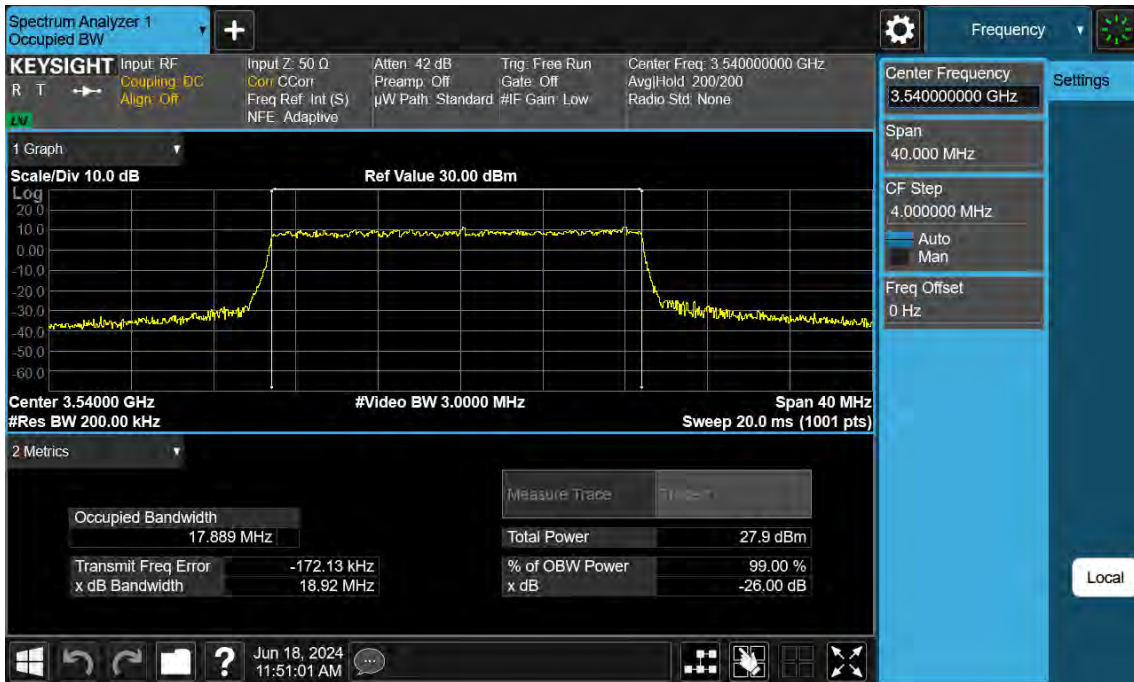 Spectrum Analyzer 1
Occupied BW
Frequency
KEYSIGHT
R T
LNI
Input: RF
Coupling: DC
Align: Off
Input Z: 50 Ω
Corr CCorr
Freq Ref: Int (S)
NFE: Adaptive
Atten: 42 dB
Preamp: Off
µW Path: Standard
Trig: Free Run
Gate: Off
#IF Gain: Low
Center Freq: 3.540000000 GHz
Avg|Hold: 200/200
Radio Std: None
Center Frequency
3.540000000 GHz
Settings
Span
40.000 MHz
CF Step
4.000000 MHz
Auto
Man
Freq Offset
0 Hz
Local
1 Graph
Scale/Div 10.0 dB
Ref Value 30.00 dBm
Log
20.0
10.0
0.00
-10.0
-20.0
-30.0
-40.0
-50.0
-60.0
Center 3.54000 GHz
#Video BW 3.0000 MHz
Span 40 MHz
#Res BW 200.00 kHz
Sweep 20.0 ms (1001 pts)
2 Metrics
Measure Trace
Occupied Bandwidth
17.889 MHz
Total Power 27.9 dBm
Transmit Freq Error -172.13 kHz
% of OBW Power 99.00 %
x dB Bandwidth 18.92 MHz
x dB -26.00 dB
?
Jun 18, 2024
11:51:01 AM